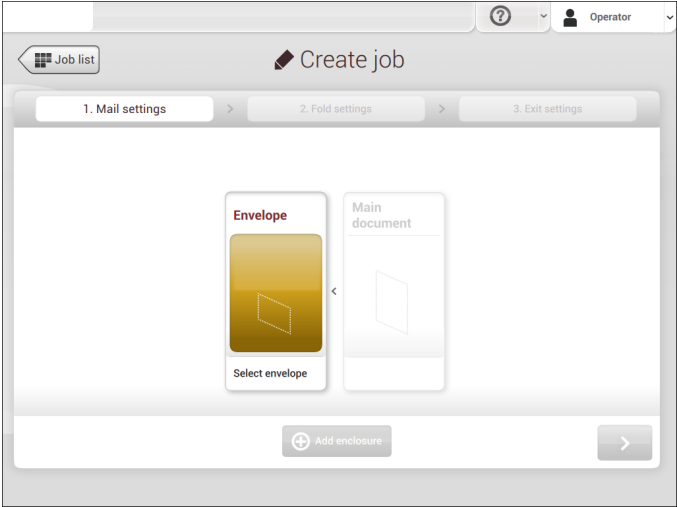 ?
Operator
Job list
Create job
1. Mail settings
>
2. Fold settings
>
3. Exit settings
Envelope
Main
document
<
Select envelope
Add enclosure